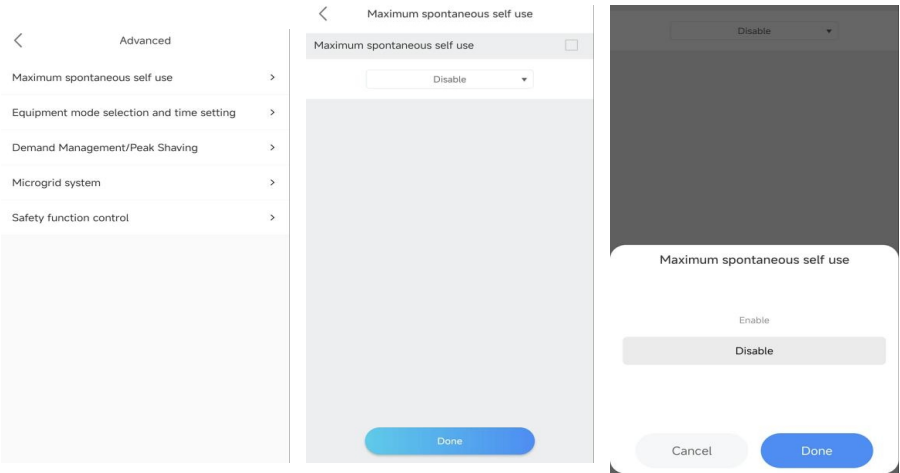 Advanced
Maximum spontaneous self use
Equipment mode selection and time setting
Demand Management/Peak Shaving
Microgrid system
Safety function control
Maximum spontaneous self use
Maximum spontaneous self use
Disable
Done
Disable
Maximum spontaneous self use
Enable
Disable
Cancel Done